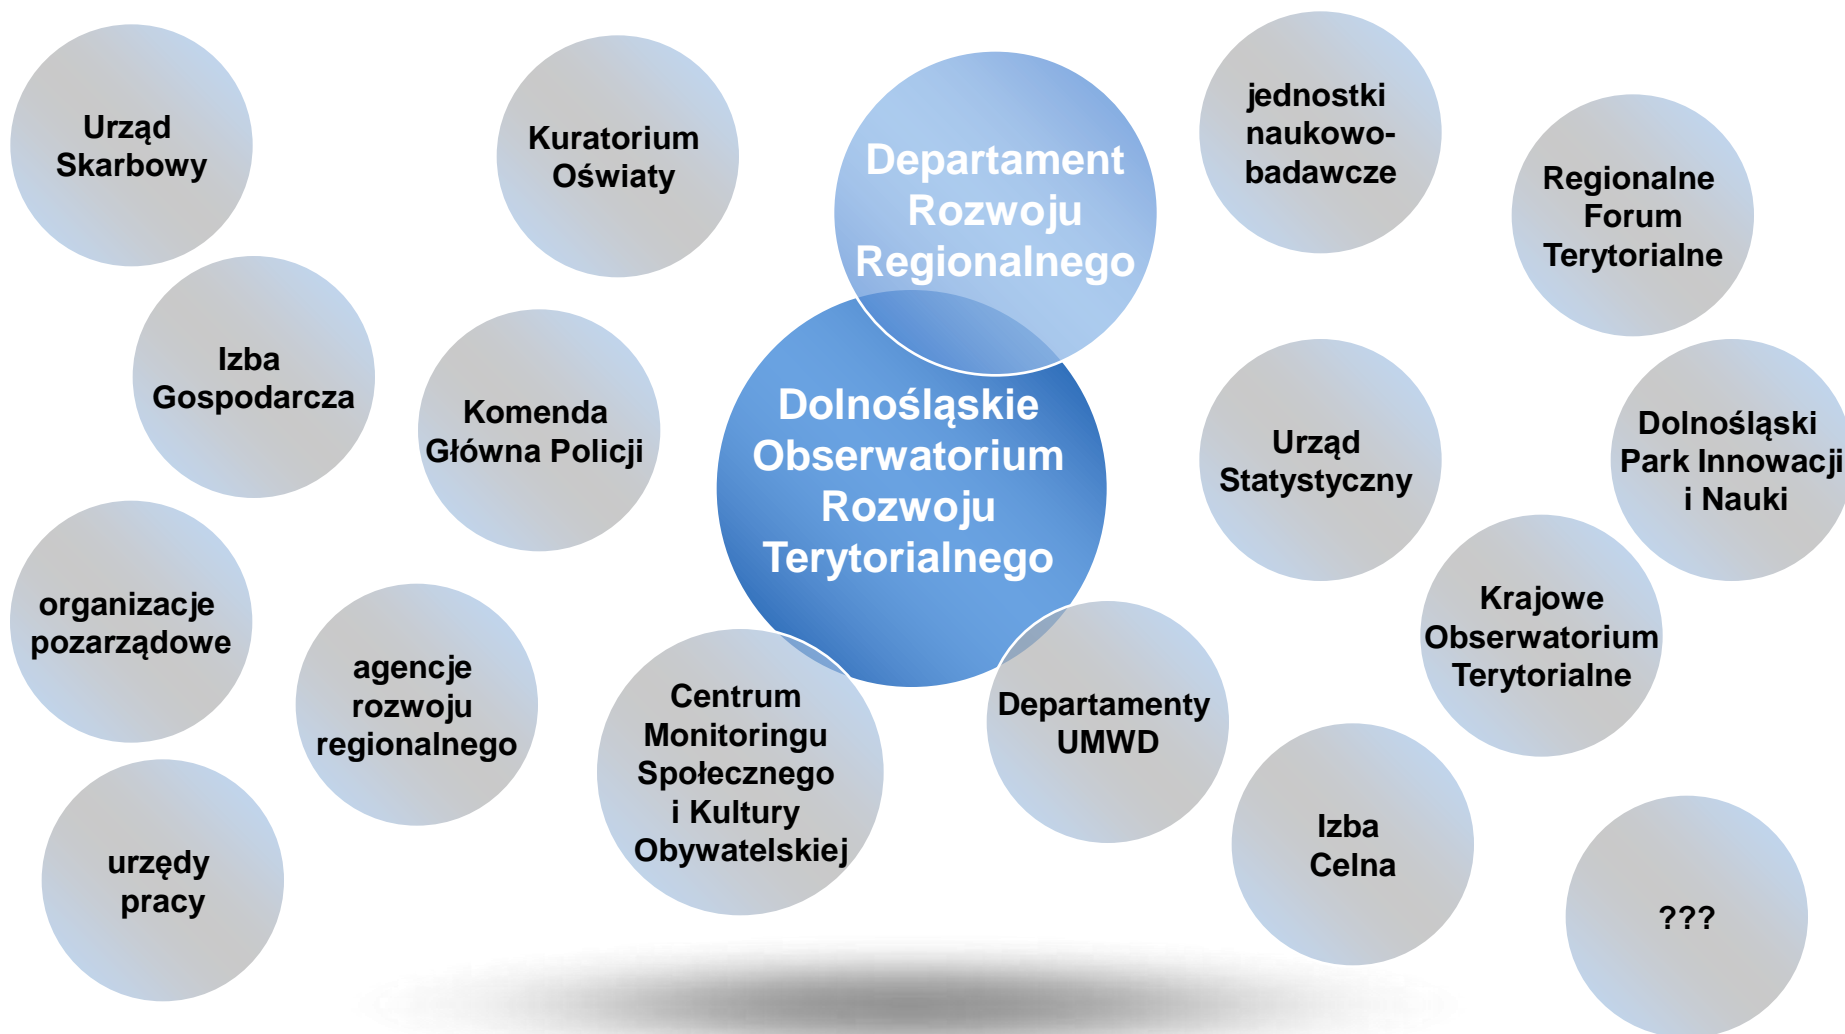 Urząd
Skarbowy
Kuratorium
Oświaty
Departament
Rozwoju
Regionalnego
jednostki
naukowo-
badawcze
Regionalne
Forum
Terytorialne
Izba
Gospodarcza
Komenda
Główna Policji
Dolnośląskie
Obserwatorium
Rozwoju
Terytorialnego
Urząd
Statystyczny
Dolnośląski
Park Innowacji
i Nauki
organizacje
pozarządowe
agencje
rozwoju
regionalnego
Centrum
Monitoringu
Społecznego
i Kultury
Obywatelskiej
Departamenty
UMWD
Krajowe
Obserwatorium
Terytorialne
urzędy
pracy
Izba
Celna
???